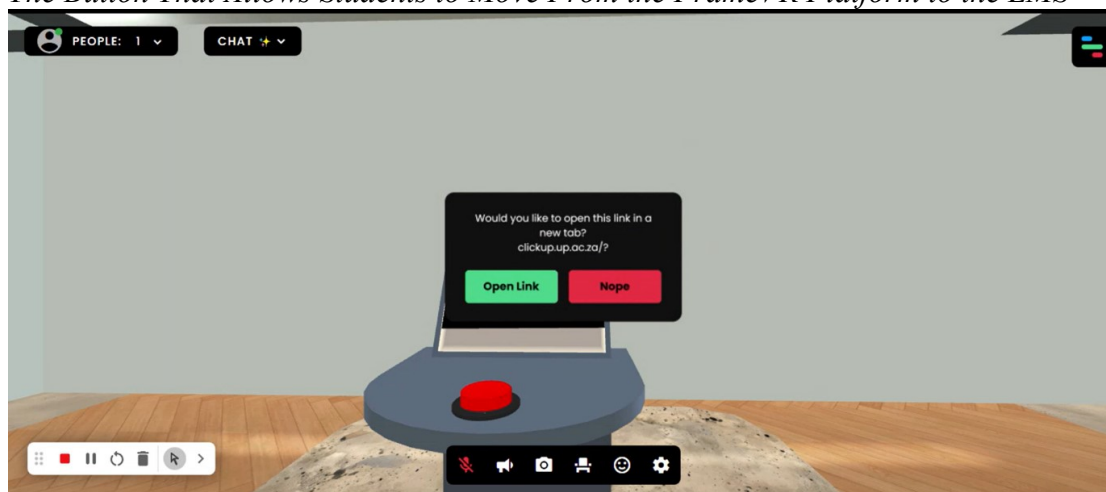 The Button That Allows Students to Move From the FrameVR Platform to the LMS
PEOPLE: 1
CHAT
Would you like to open this link in a
new tab?
clickup.up.ac.za/?
Open Link
Nope